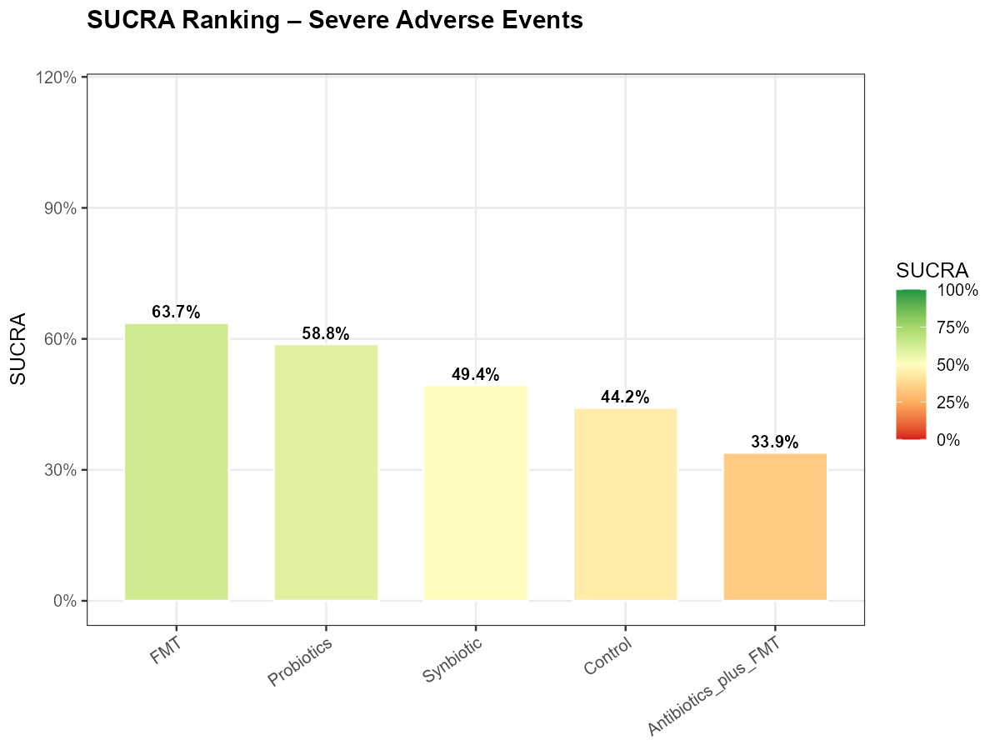 SUCRA Ranking – Severe Adverse Events
SUCRA
120%
90%
60%
30%
0%
63.7%
58.8%
49.4%
44.2%
33.9%
FMT
Probiotics
Synbiotic
Control
Antibiotics_plus_FMT
SUCRA
100%
75%
50%
25%
0%